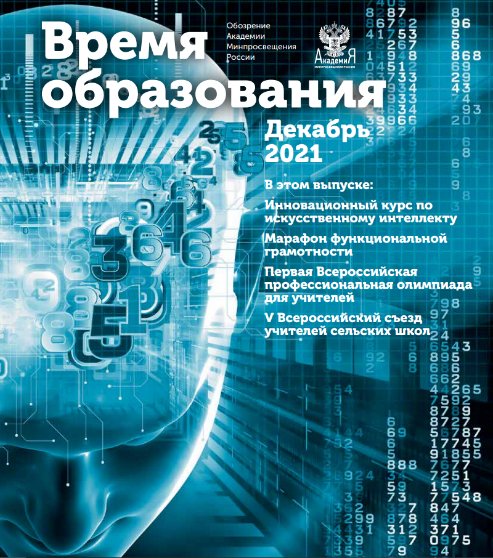 Время
образования
Обозрение
Академии
Минпросвещения
России
АкадемиЯ
Декабрь
2021
В этом выпуске:
Инновационный курс по
искусственному интеллекту
Марафон функциональной
грамотности
Первая Всероссийская
профессиональная олимпиада
для учителей
V Всероссийский съезд
учителей сельских школ